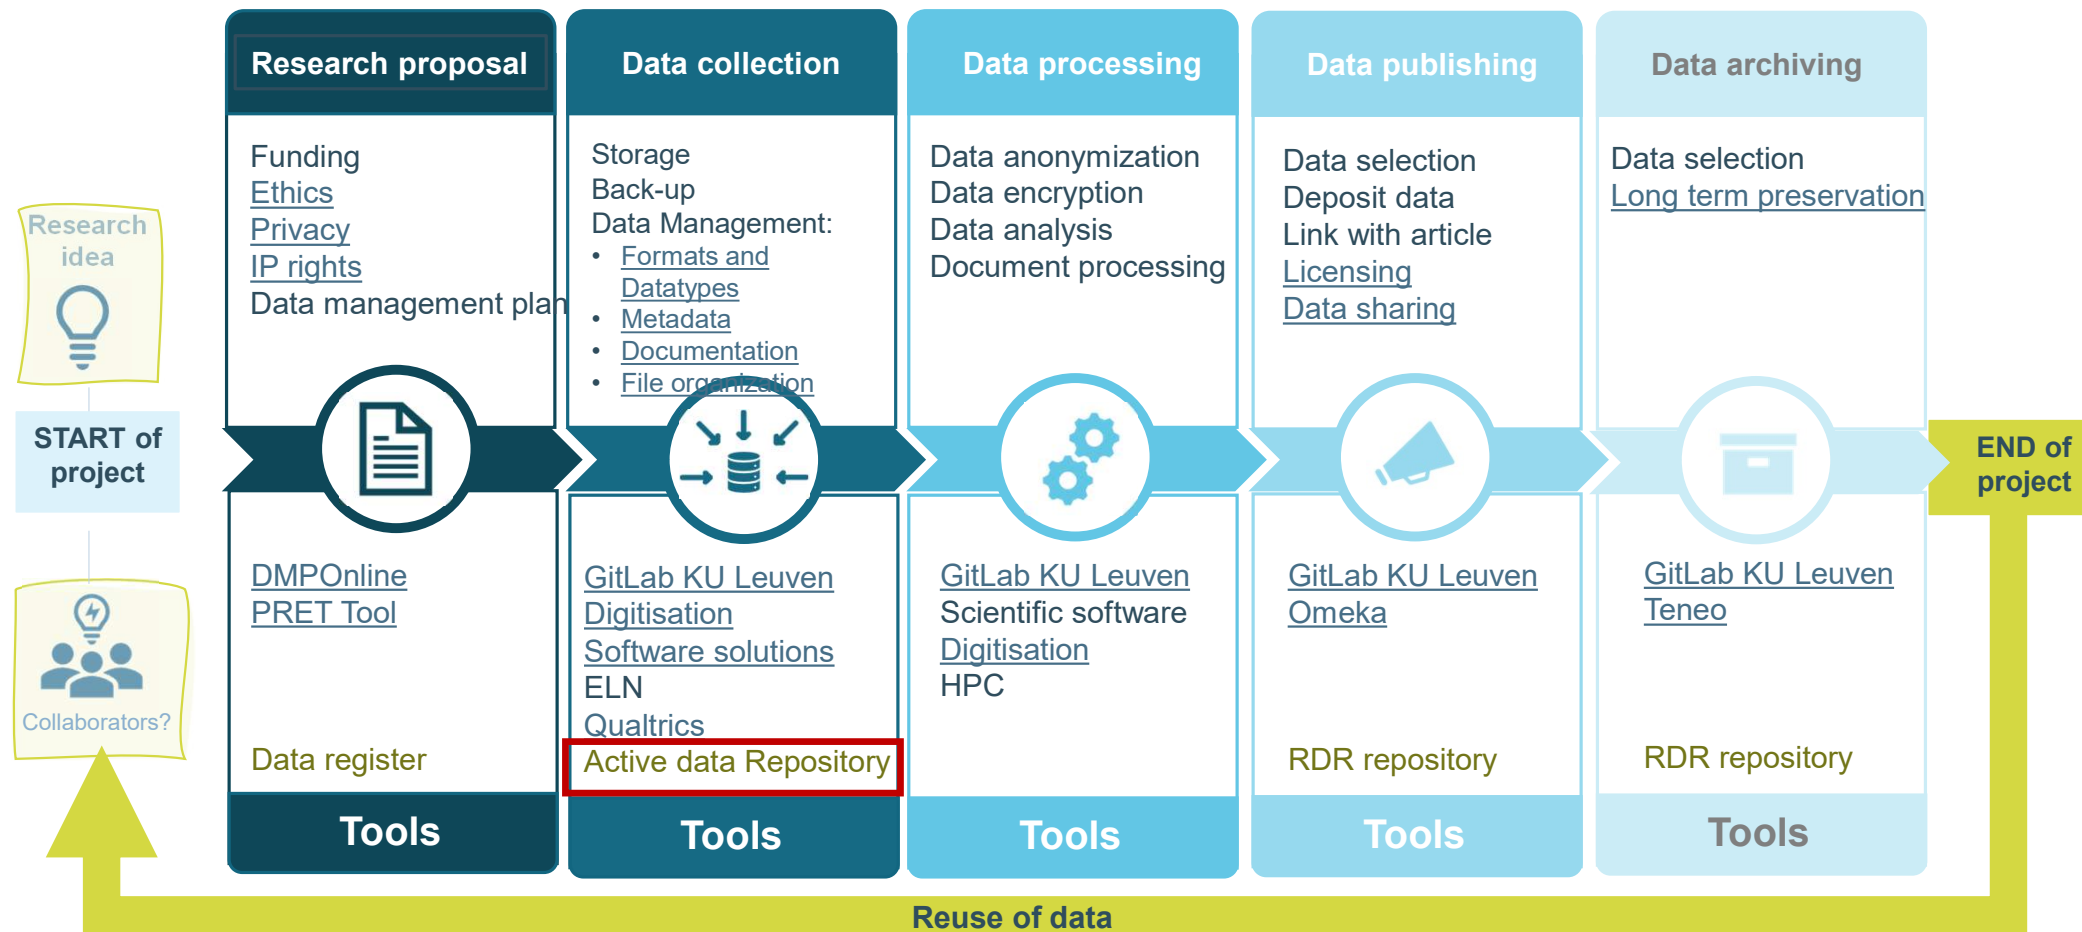 Research
idea
START of
project
Collaborators?
Research proposal
Funding
Ethics
Privacy
IP rights
Data management plan
DMPOnline
PRET Tool
Data register
Tools
Data collection
Storage
Back-up
Data Management:
• Formats and
Datatypes
• Metadata
• Documentation
• File organization
GitLab KU Leuven
Digitisation
Software solutions
ELN
Qualtrics
Active data Repository
Tools
Data processing
Data anonymization
Data encryption
Data analysis
Document processing
GitLab KU Leuven
Scientific software
Digitisation
HPC
Tools
Data publishing
Data selection
Deposit data
Link with article
Licensing
Data sharing
GitLab KU Leuven
Omeka
RDR repository
Tools
Data archiving
Data selection
Long term preservation
GitLab KU Leuven
Teneo
RDR repository
Tools
END of
project
Reuse of data